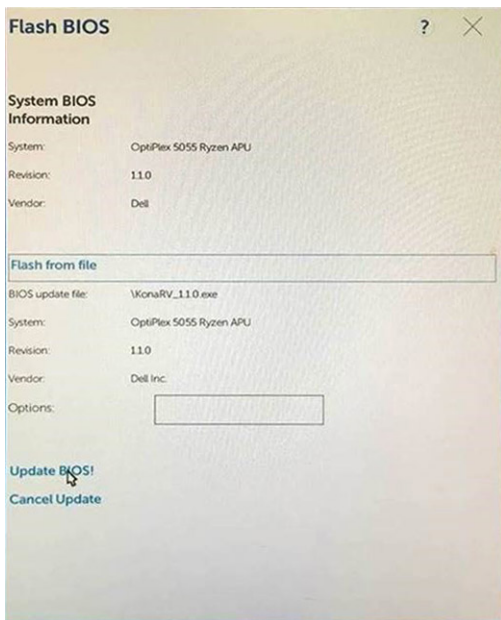 Flash BIOS
?
System BIOS
Information
System: OptiPlex 5055 Ryzen APU
Revision: 1.1.0
Vendor: Dell
Flash from file
BIOS update file: \KonaRV_1.1.0.exe
System: OptiPlex 5055 Ryzen APU
Revision: 1.1.0
Vendor: Dell Inc.
Options:
Update BIOS!
Cancel Update